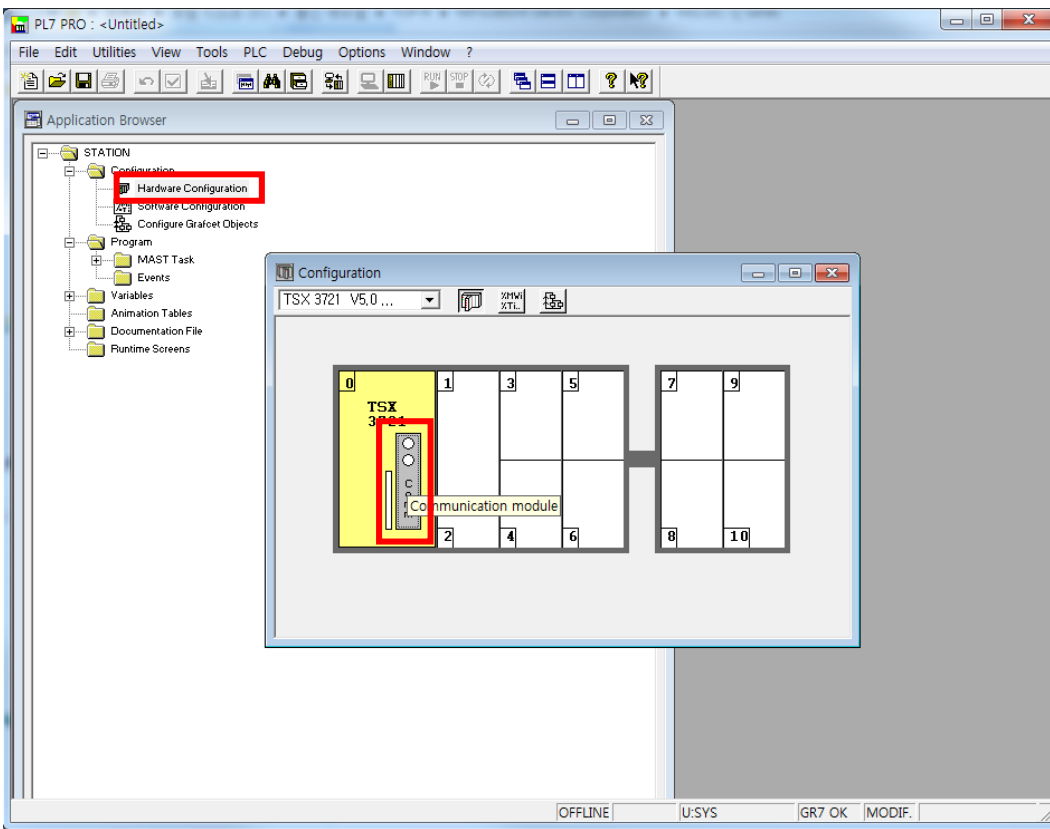 PL7 PRO : <Untitled>
File Edit Utilities View Tools PLC Debug Options Window ?
RUN STOP
Application Browser
STATION
Configuration
Hardware Configuration
Software Configuration
Configure Grafcet Objects
Program
MAST Task
Events
Variables
Animation Tables
Documentation File
Runtime Screens
Configuration
TSX 3721 V5,0 ...
%MWi
%Ti..
0 1 3 5 7 9
TSX
3721
Communication module
2 4 6 8 10
OFFLINE U:SYS GR7 OK MODIF.